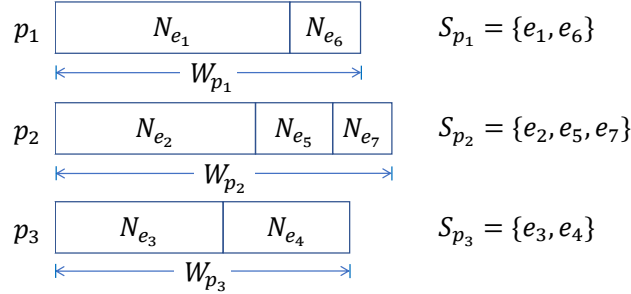 p₁ N_{e₁} N_{e₆} S_{p₁} = {e₁, e₆}
W_{p₁}
p₂ N_{e₂} N_{e₅} N_{e₇} S_{p₂} = {e₂, e₅, e₇}
W_{p₂}
p₃ N_{e₃} N_{e₄} S_{p₃} = {e₃, e₄}
W_{p₃}